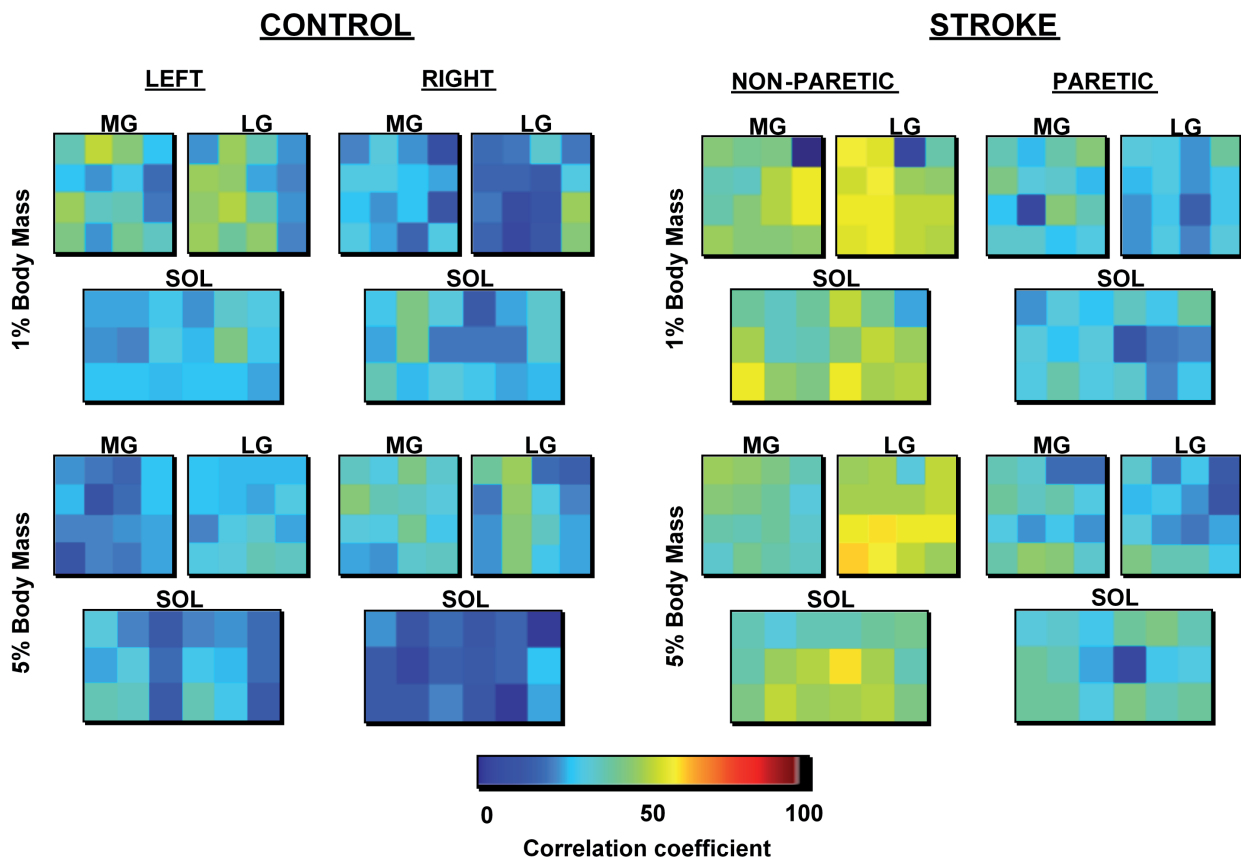 CONTROL STROKE
LEFT RIGHT NON-PARETIC PARETIC
MG LG MG LG MG LG MG LG
1% Body Mass 1% Body Mass
SOL SOL SOL SOL
MG LG MG LG MG LG MG LG
5% Body Mass 5% Body Mass
SOL SOL SOL SOL
0 50 100
Correlation coefficient